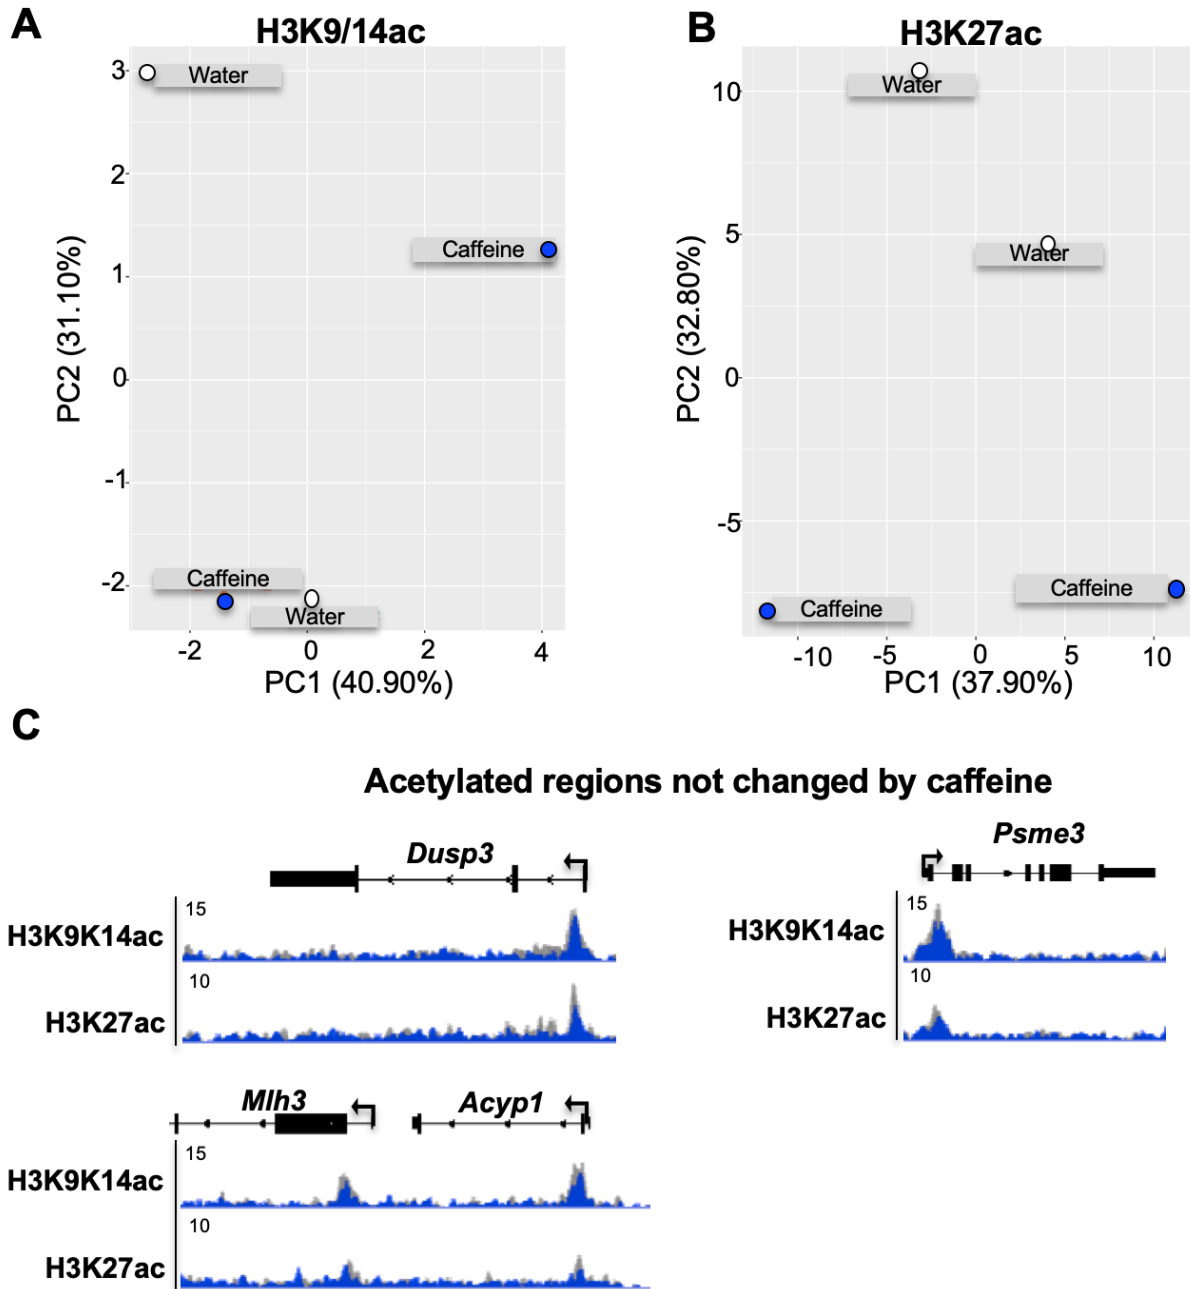 A
H3K9/14ac
3
2
1
0
-1
-2
PC2 (31.10%)
Water
Caffeine
Caffeine
Water
-2
0
2
4
PC1 (40.90%)
B
H3K27ac
10
5
0
-5
PC2 (32.80%)
Water
Water
Caffeine
Caffeine
-10
-5
0
5
10
PC1 (37.90%)
C
Acetylated regions not changed by caffeine
Dusp3
H3K9K14ac
15
H3K27ac
10
Psme3
H3K9K14ac
15
H3K27ac
10
Mlh3
Acyp1
H3K9K14ac
15
H3K27ac
10